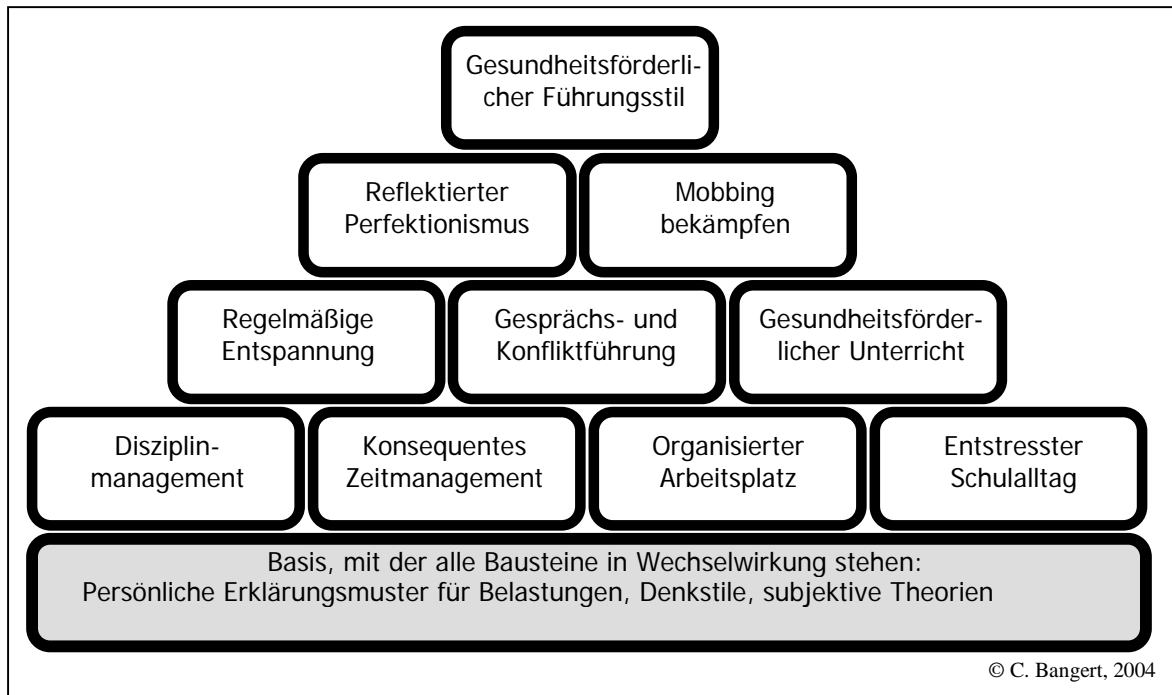 Gesundheitsförderli-
cher Führungsstil
Reflektierter
Perfektionismus
Mobbing
bekämpfen
Regelmäßige
Entspannung
Gesprächs- und
Konfliktführung
Gesundheitsförder-
licher Unterricht
Disziplin-
management
Konsequentes
Zeitmanagement
Organisierter
Arbeitsplatz
Entstresster
Schulalltag
Basis, mit der alle Bausteine in Wechselwirkung stehen:
Persönliche Erklärungsmuster für Belastungen, Denkstile, subjektive Theorien
© C. Bangert, 2004